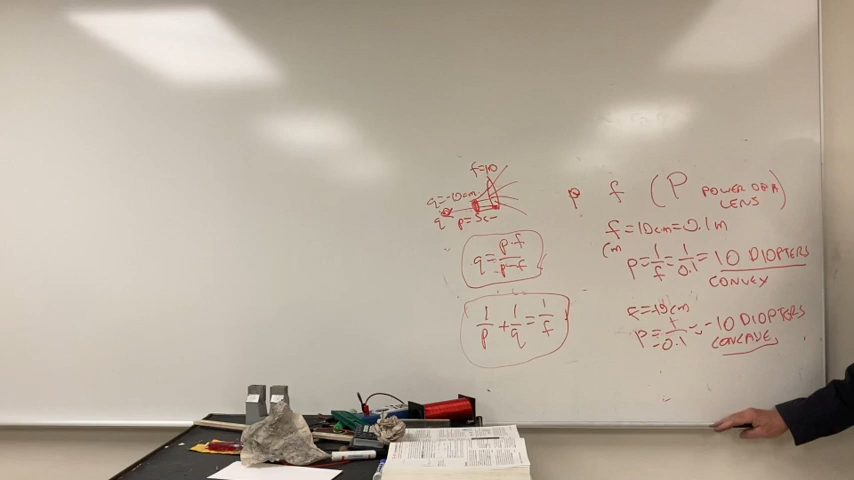 f=10
q=-10cm
q p=5cm
q=p·f/p-f
1/p+1/q=1/f
p f (P POWER OF A LENS)
f=10cm=0.1m
P=1/f=1/0.1=10 DIOPTERS
CONVEX
f=-10cm
P=1/-0.1=-10 DIOPTERS
CONCAVE